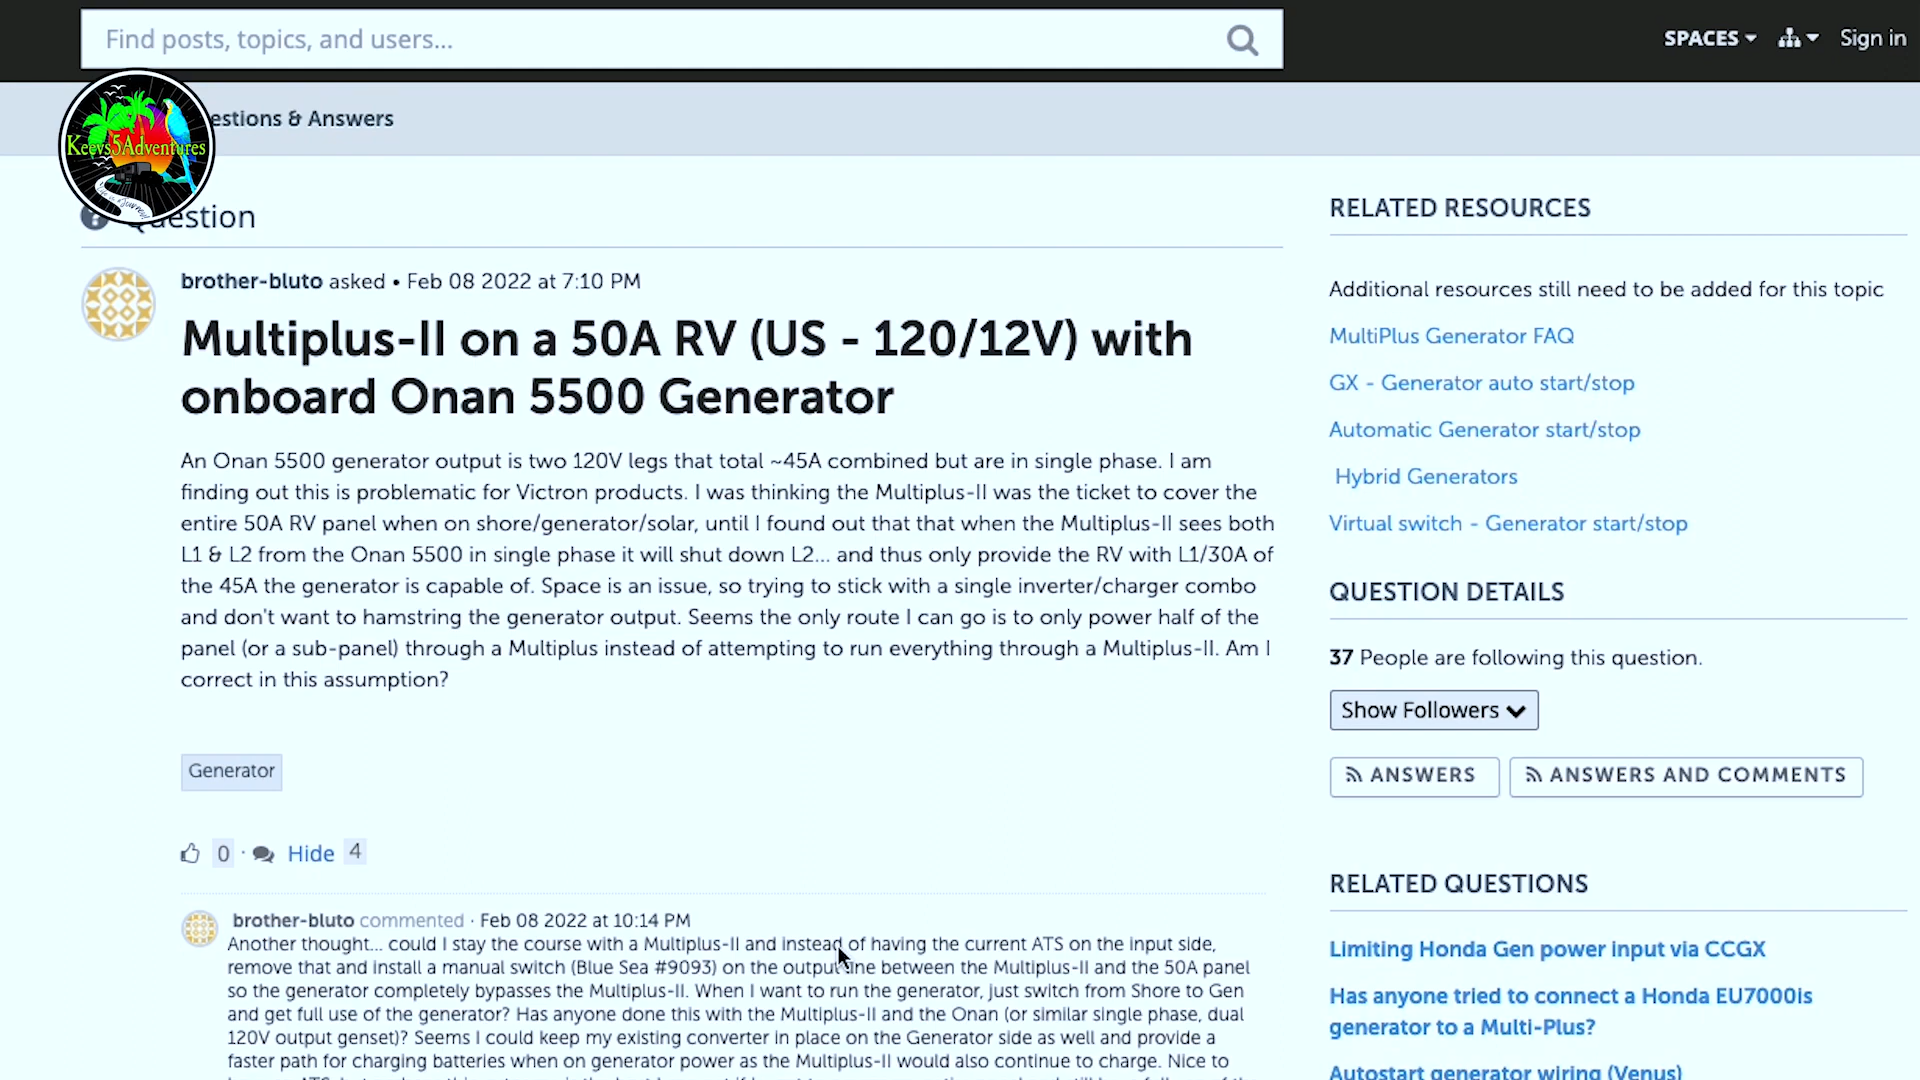 Find posts, topics, and users...
SPACES
Sign in
estions & Answers
Keevs5Adventures
Question
brother-bluto asked • Feb 08 2022 at 7:10 PM
Multiplus-II on a 50A RV (US - 120/12V) with
onboard Onan 5500 Generator
An Onan 5500 generator output is two 120V legs that total ~45A combined but are in single phase. I am
finding out this is problematic for Victron products. I was thinking the Multiplus-II was the ticket to cover the
entire 50A RV panel when on shore/generator/solar, until I found out that that when the Multiplus-II sees both
L1 & L2 from the Onan 5500 in single phase it will shut down L2... and thus only provide the RV with L1/30A of
the 45A the generator is capable of. Space is an issue, so trying to stick with a single inverter/charger combo
and don't want to hamstring the generator output. Seems the only route I can go is to only power half of the
panel (or a sub-panel) through a Multiplus instead of attempting to run everything through a Multiplus-II. Am I
correct in this assumption?
Generator
0 · Hide 4
brother-bluto commented · Feb 08 2022 at 10:14 PM
Another thought... could I stay the course with a Multiplus-II and instead of having the current ATS on the input side,
remove that and install a manual switch (Blue Sea #9093) on the output line between the Multiplus-II and the 50A panel
so the generator completely bypasses the Multiplus-II. When I want to run the generator, just switch from Shore to Gen
and get full use of the generator? Has anyone done this with the Multiplus-II and the Onan (or similar single phase, dual
120V output genset)? Seems I could keep my existing converter in place on the Generator side as well and provide a
faster path for charging batteries when on generator power as the Multiplus-II would also continue to charge. Nice to
RELATED RESOURCES
Additional resources still need to be added for this topic
MultiPlus Generator FAQ
GX - Generator auto start/stop
Automatic Generator start/stop
Hybrid Generators
Virtual switch - Generator start/stop
QUESTION DETAILS
37 People are following this question.
Show Followers
ANSWERS
ANSWERS AND COMMENTS
RELATED QUESTIONS
Limiting Honda Gen power input via CCGX
Has anyone tried to connect a Honda EU7000is
generator to a Multi-Plus?
Autostart generator wiring (Venus)